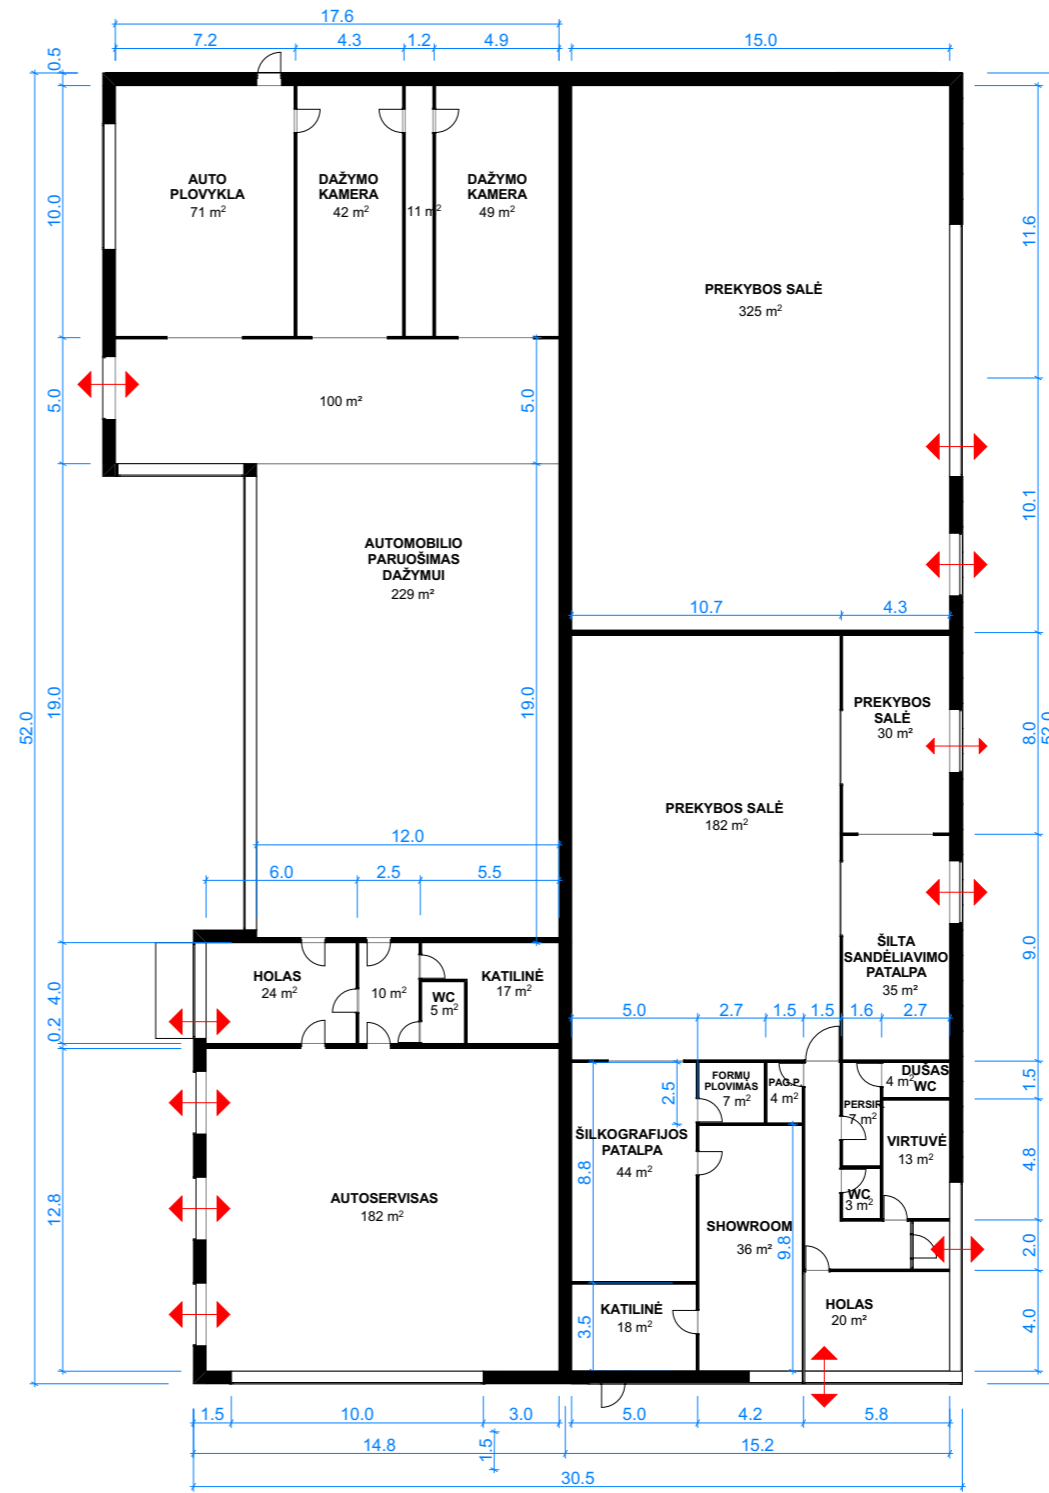 17.6
7.2 4.3 1.2 4.9 15.0
0.5
AUTO
PLOVYKLA
71 m²
DAŽYMO
KAMERA
42 m²
11 m²
DAŽYMO
KAMERA
49 m²
10.0
11.6
PREKYBOS SALĖ
325 m²
5.0
100 m²
5.0
10.1
AUTOMOBILIO
PARUOŠIMAS
DAŽYMUI
229 m²
10.7 4.3
52.0
19.0
19.0
PREKYBOS
SALĖ
30 m²
8.0
52.0
PREKYBOS SALĖ
182 m²
12.0
6.0 2.5 5.5
ŠILTA
SANDĖLIAVIMO
PATALPA
35 m²
9.0
HOLAS
24 m²
10 m²
KATILINĖ
17 m²
WC
5 m²
4.0
0.2
5.0 2.7 1.5 1.5 1.6 2.7
FORMŲ
PLOVIMAS
7 m²
PAG.P.
4 m²
2.5
DUŠAS
WC
4 m²
1.5
PERSIR.
7 m²
ŠILKOGRAFIJOS
PATALPA
44 m²
8.8
VIRTUVĖ
13 m²
4.8
WC
3 m²
AUTOSERVISAS
182 m²
12.8
SHOWROOM
36 m²
9.8
2.0
KATILINĖ
18 m²
3.5
HOLAS
20 m²
4.0
1.5 10.0 3.0 5.0 4.2 5.8
14.8 1.5 15.2
30.5